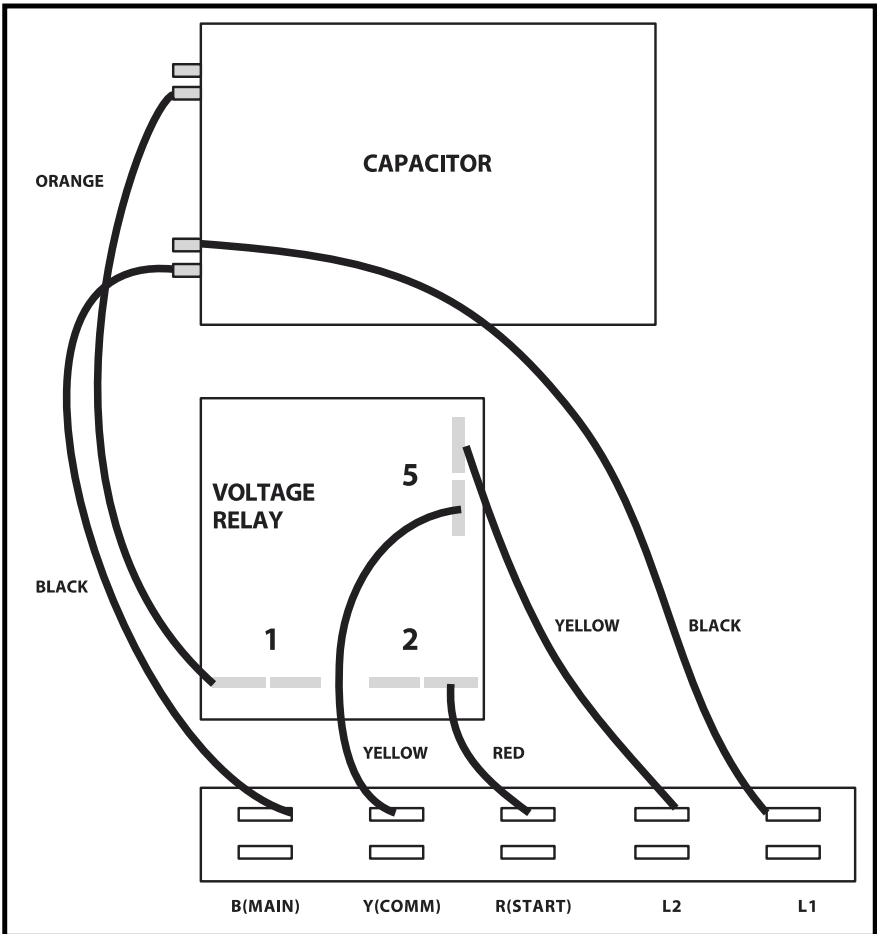 CAPACITOR
ORANGE
5
VOLTAGE
RELAY
BLACK
1
2
YELLOW
BLACK
YELLOW
RED
B(MAIN)
Y(COMM)
R(START)
L2
L1